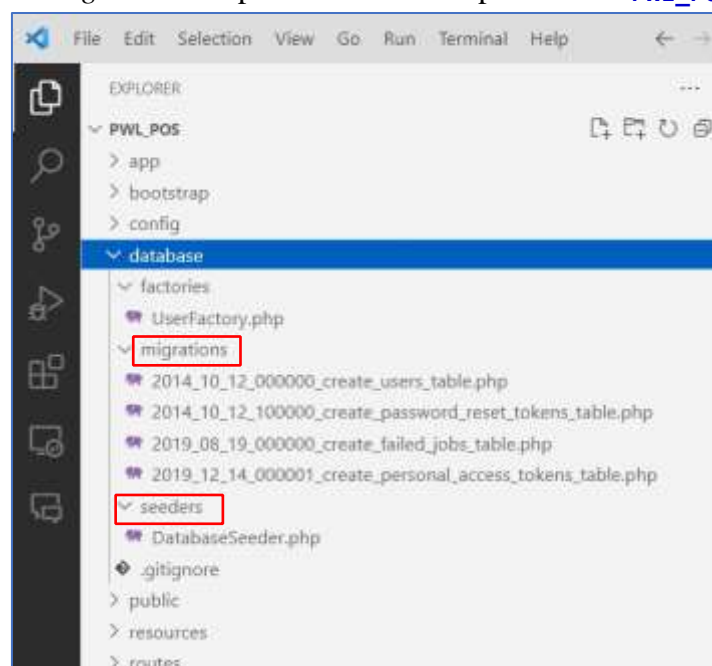 File Edit Selection View Go Run Terminal Help
EXPLORER
PWL_POS
app
bootstrap
config
database
factories
UserFactory.php
migrations
2014_10_12_000000_create_users_table.php
2014_10_12_100000_create_password_reset_tokens_table.php
2019_08_19_000000_create_failed_jobs_table.php
2019_12_14_000001_create_personal_access_tokens_table.php
seeders
DatabaseSeeder.php
.gitignore
public
resources
routes